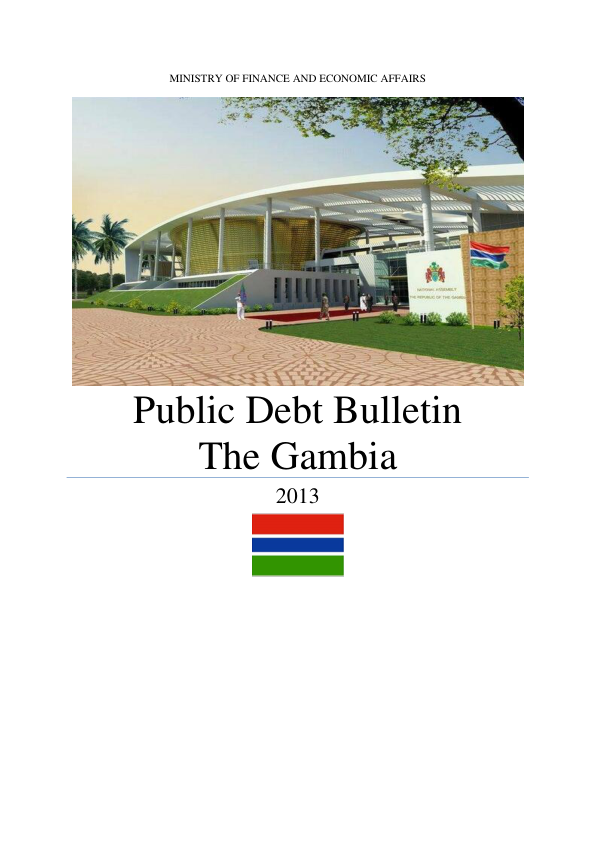 MINISTRY OF FINANCE AND ECONOMIC AFFAIRS
NATIONAL ASSEMBLY
THE REPUBLIC OF THE GAMBIA
Public Debt Bulletin
The Gambia
2013